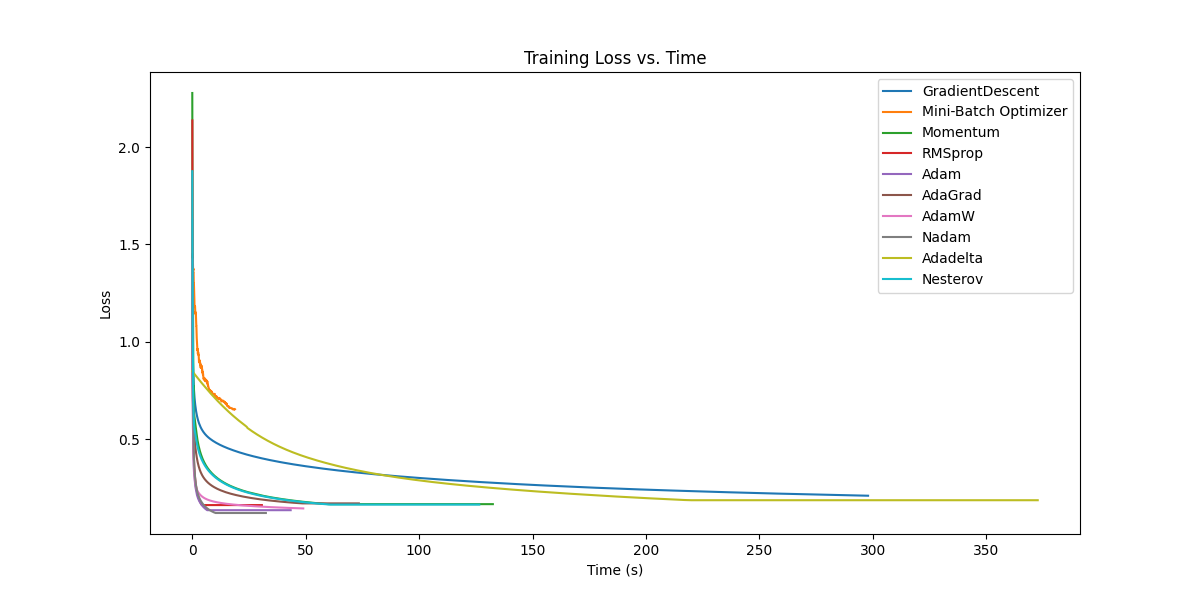 Training Loss vs. Time
GradientDescent
Mini-Batch Optimizer
Momentum
RMSprop
Adam
AdaGrad
AdamW
Nadam
Adadelta
Nesterov
2.0
1.5
1.0
0.5
Loss
0 50 100 150 200 250 300 350
Time (s)